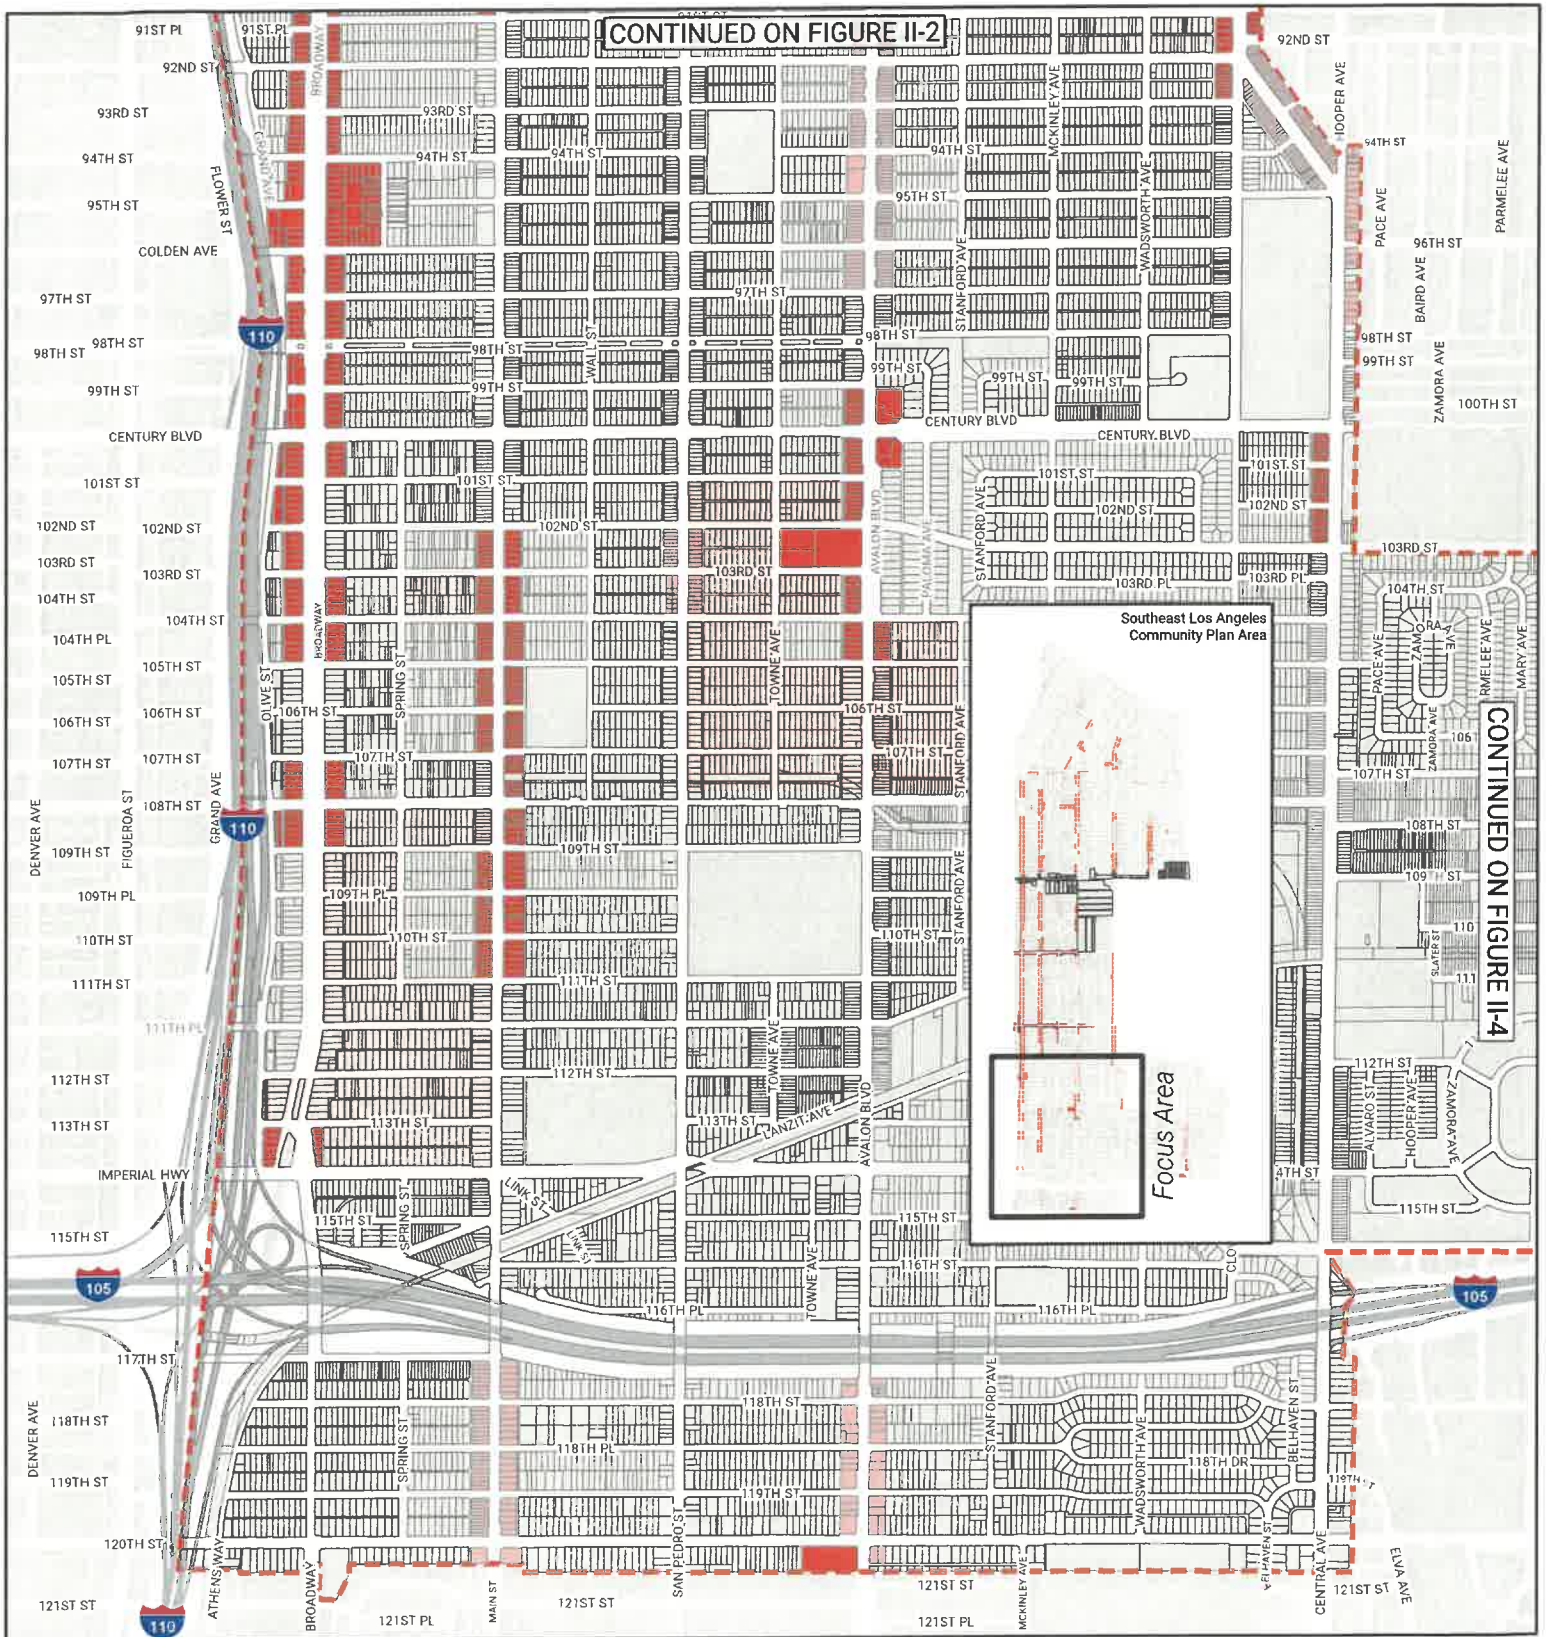 91ST PL
91ST PL
BROADWAY
CONTINUED ON FIGURE II-2
92ND ST
92ND ST
93RD ST
93RD ST
HOOPER AVE
MCKINLEY AVE
94TH ST
94TH ST
94TH ST
94TH ST
94TH ST
GRAND AVE
FLOWER ST
95TH ST
95TH ST
WADSWORTH AVE
PACE AVE
PARMELEE AVE
COLDEN AVE
96TH ST
97TH ST
97TH ST
STANFORD AVE
BAIRD AVE
110
98TH ST
98TH ST
98TH ST
98TH ST
98TH ST
WALL ST
99TH ST
99TH ST
99TH ST
99TH ST
99TH ST
99TH ST
ZAMORA AVE
100TH ST
CENTURY BLVD
CENTURY BLVD
CENTURY BLVD
101ST ST
101ST ST
101ST ST
101ST ST
102ND ST
102ND ST
102ND ST
102ND ST
102ND ST
AVALON BLVD
PALOMA AVE
STANFORD AVE
103RD ST
103RD ST
103RD ST
103RD ST
103RD PL
103RD PL
104TH ST
104TH ST
104TH ST
104TH PL
BROADWAY
Southeast Los Angeles
Community Plan Area
105TH ST
105TH ST
OLIVE ST
SPRING ST
TOWNE AVE
PACE AVE
ZAMORA AVE
RMELEE AVE
MARY AVE
106TH ST
106TH ST
106TH ST
106TH ST
STANFORD AVE
ZAMORA AVE
106
107TH ST
107TH ST
107TH ST
107TH ST
107TH ST
CONTINUED ON FIGURE II-4
DENVER AVE
FIGUEROA ST
GRAND AVE
108TH ST
108TH ST
110
109TH ST
109TH ST
109TH ST
109TH PL
109TH PL
STANFORD AVE
110TH ST
110TH ST
110TH ST
110
SLATER ST
111TH ST
111TH ST
111
111TH PL
112TH ST
112TH ST
112TH ST
TOWNE AVE
Focus Area
113TH ST
113TH ST
113TH ST
LANZIT AVE
AVALON BLVD
ALVARO ST
HOOPER AVE
ZAMORA AVE
IMPERIAL HWY
4TH ST
LINK ST
SPRING ST
115TH ST
115TH ST
115TH ST
115TH ST
LINK ST
TOWNE AVE
116TH ST
CLO
105
105
116TH PL
116TH PL
117TH ST
DENVER AVE
118TH ST
118TH ST
SPRING ST
118TH PL
STANFORD AVE
WADSWORTH AVE
BELHAVEN ST
118TH DR
119TH ST
119TH ST
120TH ST
ATHENS WAY
BROADWAY
MAIN ST
SAN PEDRO ST
MCKINLEY AVE
CENTRAL AVE
ELVA AVE
121ST ST
121ST ST
121ST ST
121ST ST
110
121ST PL
121ST PL